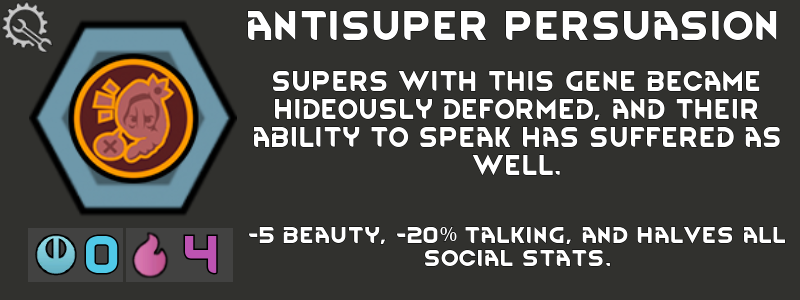 ANTISUPER PERSUASION
SUPERS WITH THIS GENE BECAME
HIDEOUSLY DEFORMED, AND THEIR
ABILITY TO SPEAK HAS SUFFERED AS
WELL.
0 4
-5 BEAUTY, -20% TALKING, AND HALVES ALL
SOCIAL STATS.